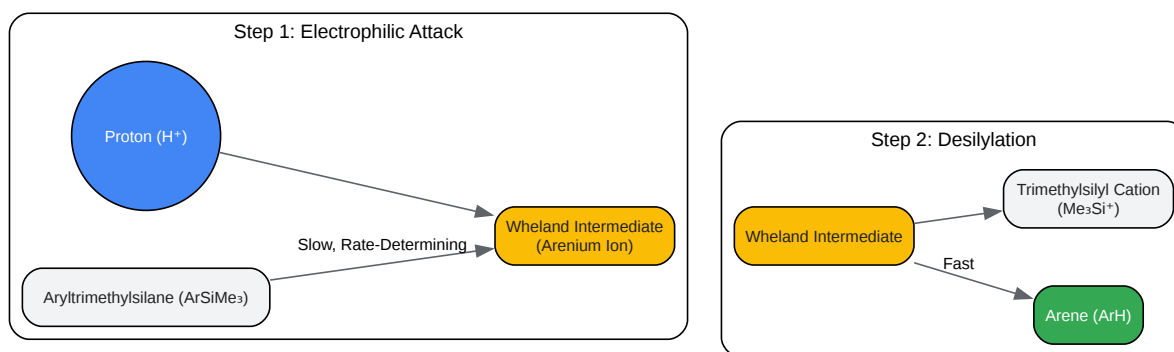 Step 1: Electrophilic Attack
Proton (H⁺)
Slow, Rate-Determining
Wheland Intermediate
(Arenium Ion)
Aryltrimethylsilane (ArSiMe₃)
Step 2: Desilylation
Wheland Intermediate
Trimethylsilyl Cation
(Me₃Si⁺)
Fast
Arene (ArH)